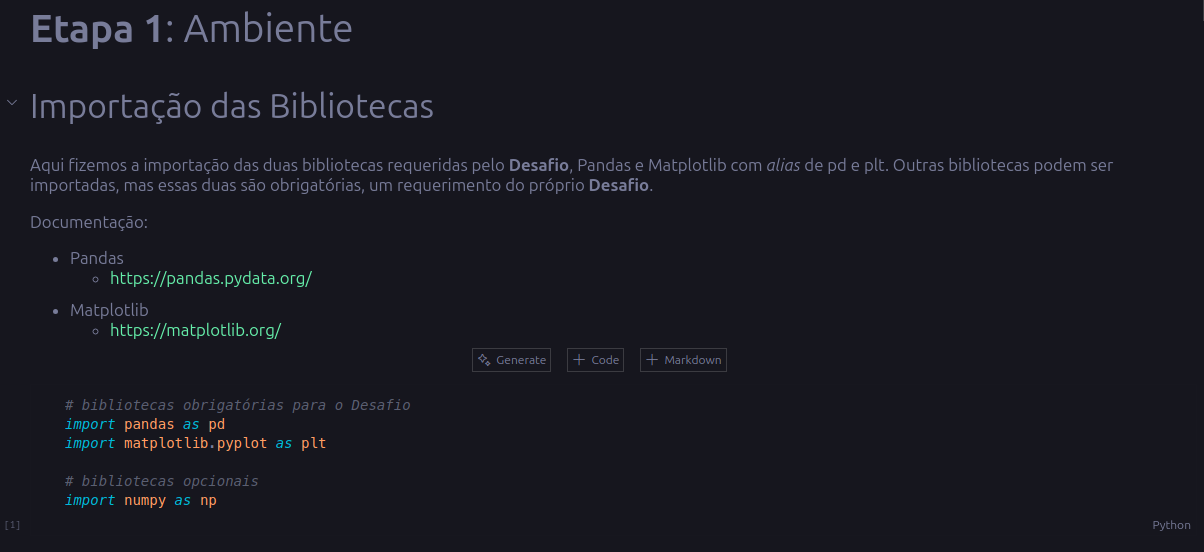 Etapa 1: Ambiente
Importação das Bibliotecas
Aqui fizemos a importação das duas bibliotecas requeridas pelo Desafio, Pandas e Matplotlib com alias de pd e plt. Outras bibliotecas podem ser
importadas, mas essas duas são obrigatórias, um requerimento do próprio Desafio.
Documentação:
Pandas
https://pandas.pydata.org/
Matplotlib
https://matplotlib.org/
Generate Code Markdown
# bibliotecas obrigatórias para o Desafio
import pandas as pd
import matplotlib.pyplot as plt
# bibliotecas opcionais
import numpy as np
[1] Python